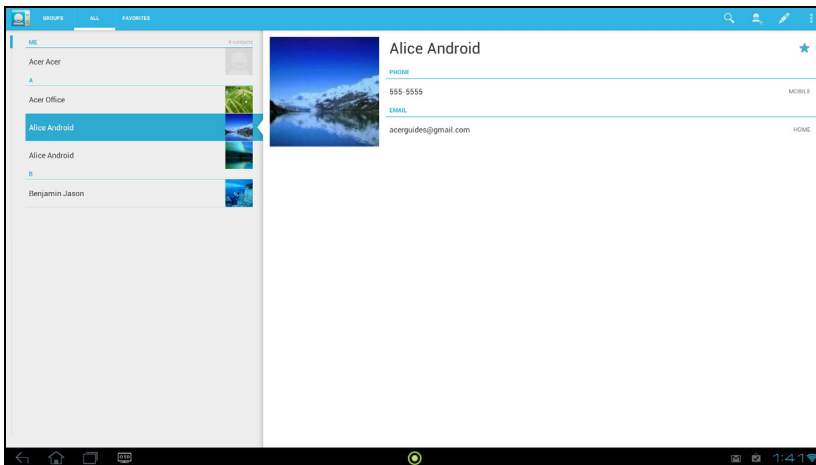 GROUPS ALL FAVORITES
ME 4 contacts
Acer Acer
A
Acer Office
Alice Android
Alice Android
B
Benjamin Jason
Alice Android
PHONE
555-5555 MOBILE
EMAIL
acerguides@gmail.com HOME
1:41